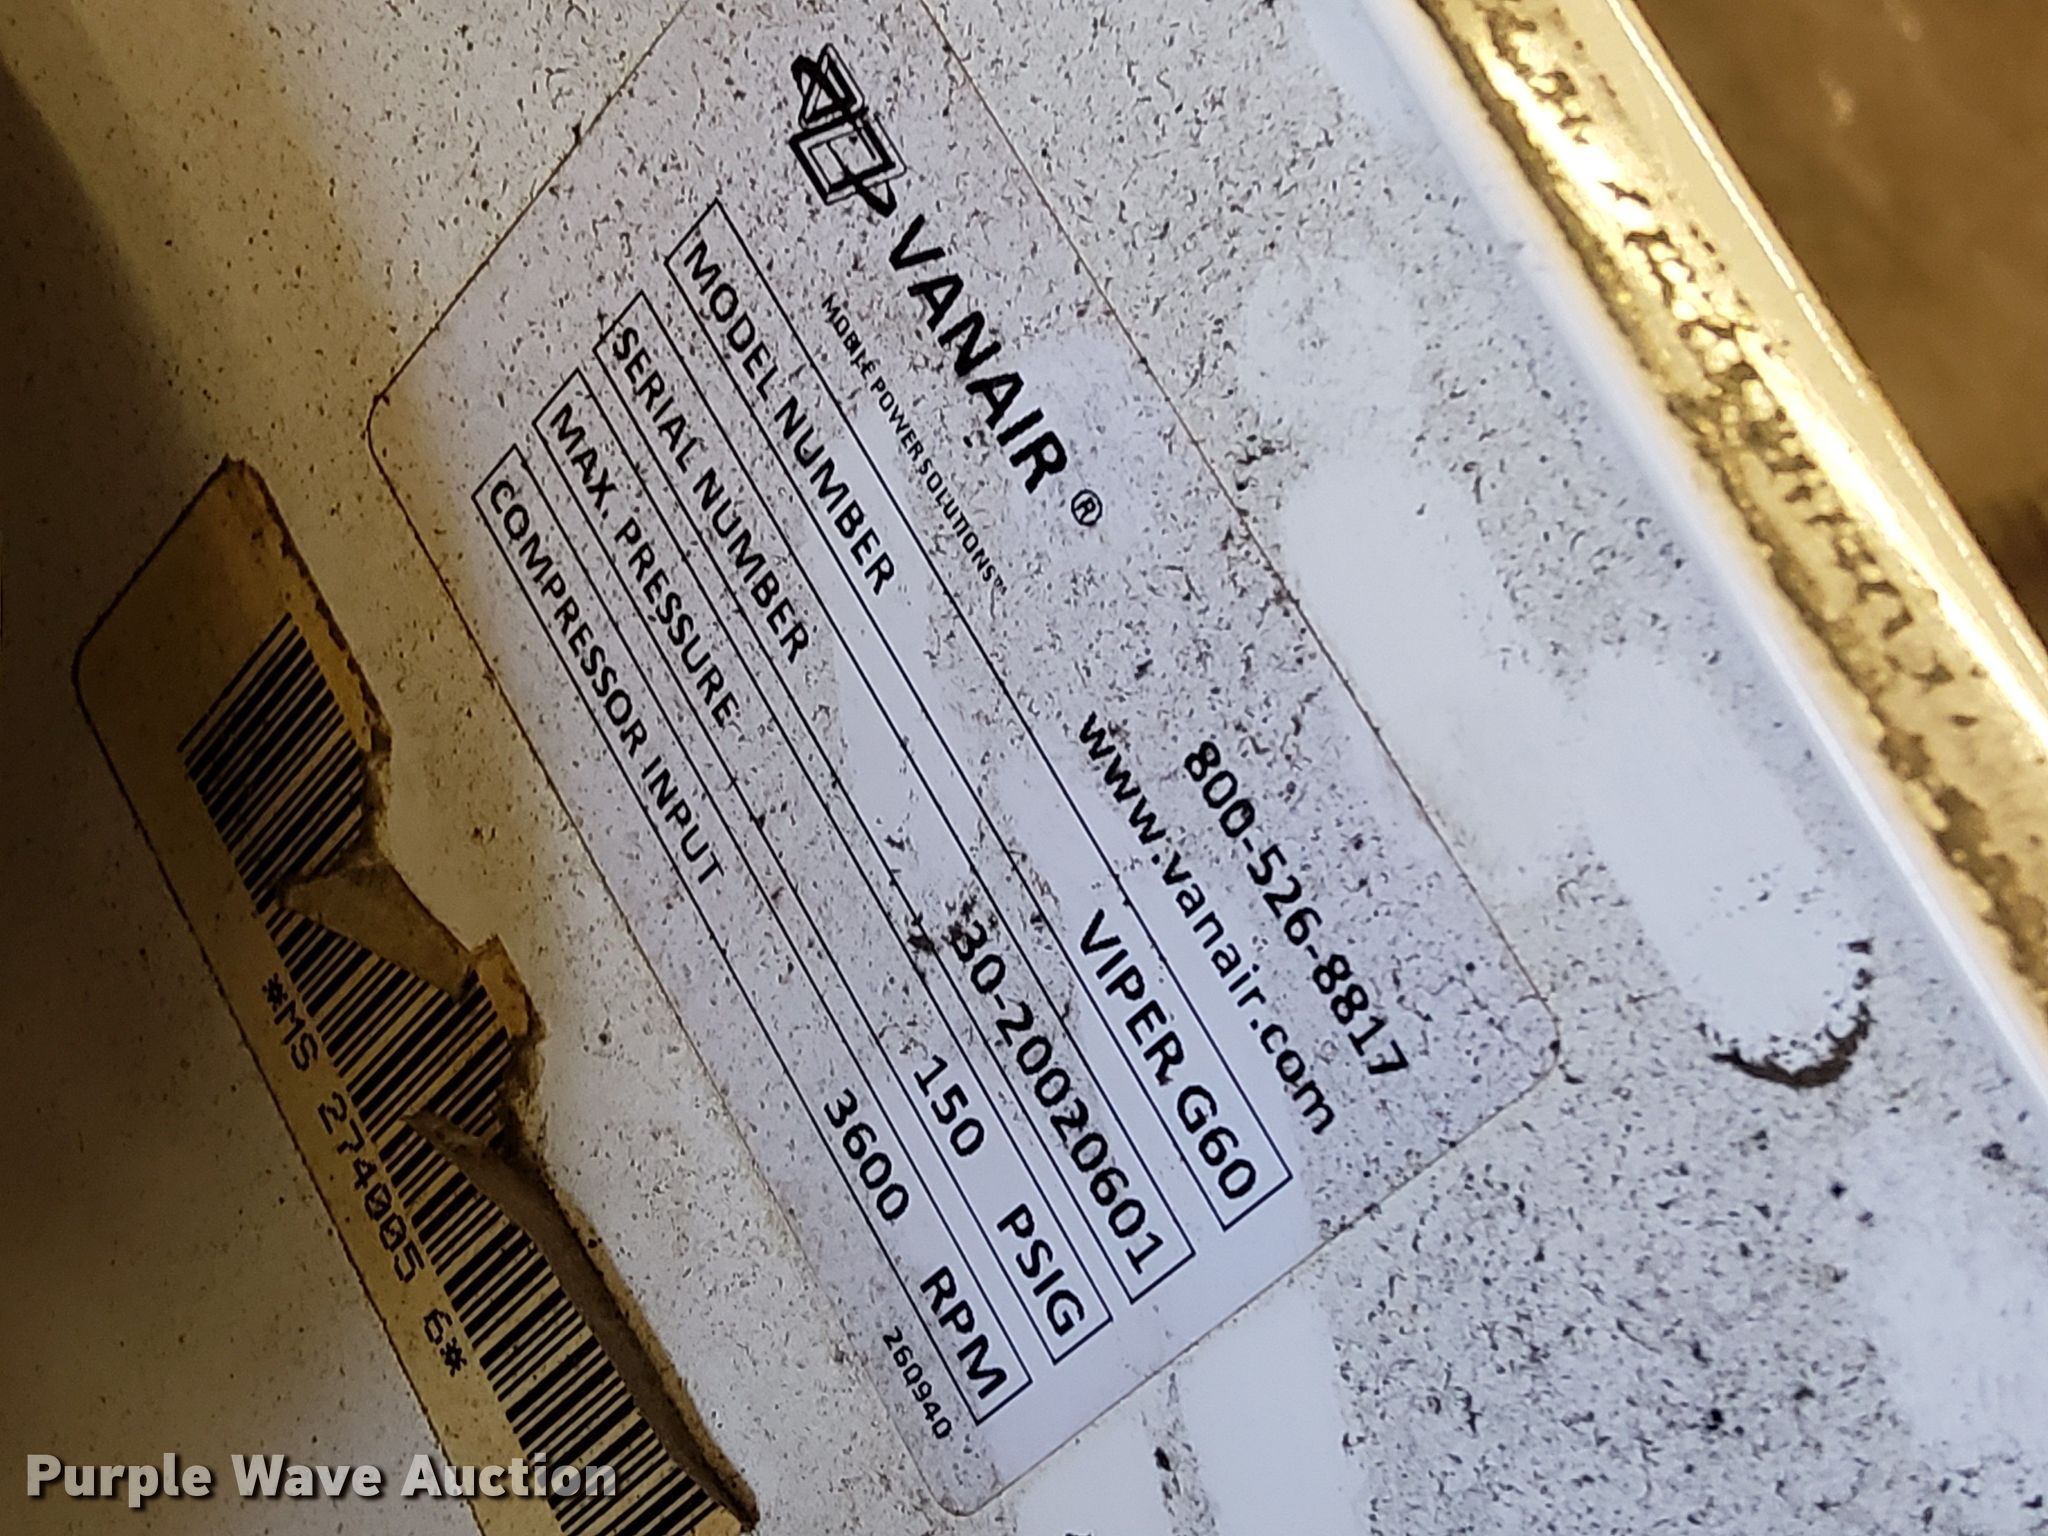 VANAIR®
MOBILE POWER SOLUTIONS™
800-526-8817
www.vanair.com
MODEL NUMBER VIPER G60
SERIAL NUMBER 30-20020601
MAX. PRESSURE 150 PSIG
COMPRESSOR INPUT 3600 RPM
260940
*MS 274005 6*
Purple Wave Auction